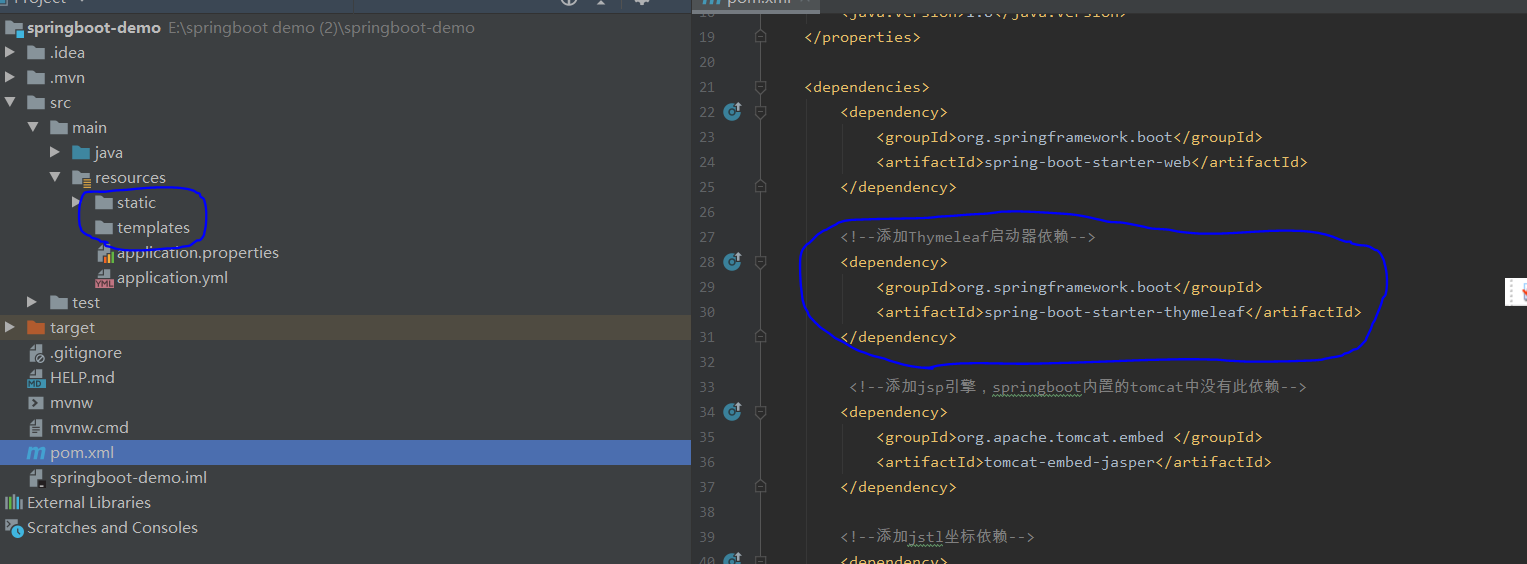 Project
springboot-demo E:\springboot demo (2)\springboot-demo
.idea
.mvn
src
main
java
resources
static
templates
application.properties
application.yml
test
target
.gitignore
HELP.md
mvnw
mvnw.cmd
pom.xml
springboot-demo.iml
External Libraries
Scratches and Consoles
pom.xml
18 <java.version>1.8</java.version>
19 </properties>
20
21 <dependencies>
22 <dependency>
23 <groupId>org.springframework.boot</groupId>
24 <artifactId>spring-boot-starter-web</artifactId>
25 </dependency>
26
27 <!--添加Thymeleaf启动器依赖-->
28 <dependency>
29 <groupId>org.springframework.boot</groupId>
30 <artifactId>spring-boot-starter-thymeleaf</artifactId>
31 </dependency>
32
33 <!--添加jsp引擎，springboot内置的tomcat中没有此依赖-->
34 <dependency>
35 <groupId>org.apache.tomcat.embed </groupId>
36 <artifactId>tomcat-embed-jasper</artifactId>
37 </dependency>
38
39 <!--添加jstl坐标依赖-->
40 <dependency>